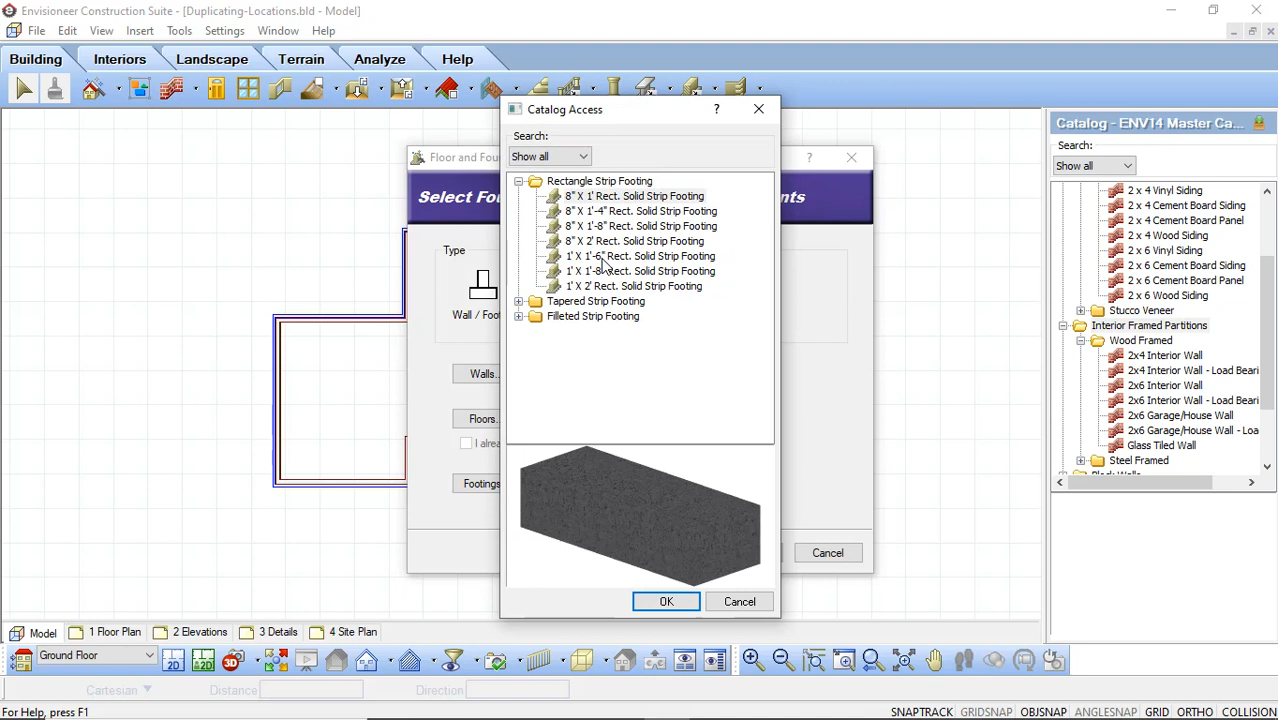 Envisioneer Construction Suite - [Duplicating-Locations.bld - Model]
File Edit View Insert Tools Settings Window Help
Building Interiors Landscape Terrain Analyze Help
Catalog Access
Search:
Show all
Rectangle Strip Footing
8" X 1' Rect. Solid Strip Footing
8" X 1'-4" Rect. Solid Strip Footing
8" X 1'-8" Rect. Solid Strip Footing
8" X 2' Rect. Solid Strip Footing
1' X 1'-6" Rect. Solid Strip Footing
1' X 1'-8" Rect. Solid Strip Footing
1' X 2' Rect. Solid Strip Footing
Tapered Strip Footing
Filleted Strip Footing
OK Cancel
Floor and Fou
Select Fou
nts
Type
Wall / Foo
Walls..
Floors..
I alrea
Footings
Cancel
Catalog - ENV14 Master Ca...
Search:
Show all
2 x 4 Vinyl Siding
2 x 4 Cement Board Siding
2 x 4 Cement Board Panel
2 x 4 Wood Siding
2 x 6 Vinyl Siding
2 x 6 Cement Board Siding
2 x 6 Cement Board Panel
2 x 6 Wood Siding
Stucco Veneer
Interior Framed Partitions
Wood Framed
2x4 Interior Wall
2x4 Interior Wall - Load Beari
2x6 Interior Wall
2x6 Interior Wall - Load Beari
2x6 Garage/House Wall
2x6 Garage/House Wall - Lo
Glass Tiled Wall
Steel Framed
Model 1 Floor Plan 2 Elevations 3 Details 4 Site Plan
Ground Floor 2D 2D 3D
Cartesian Distance Direction
For Help, press F1
SNAPTRACK GRIDSNAP OBJSNAP ANGLESNAP GRID ORTHO COLLISION